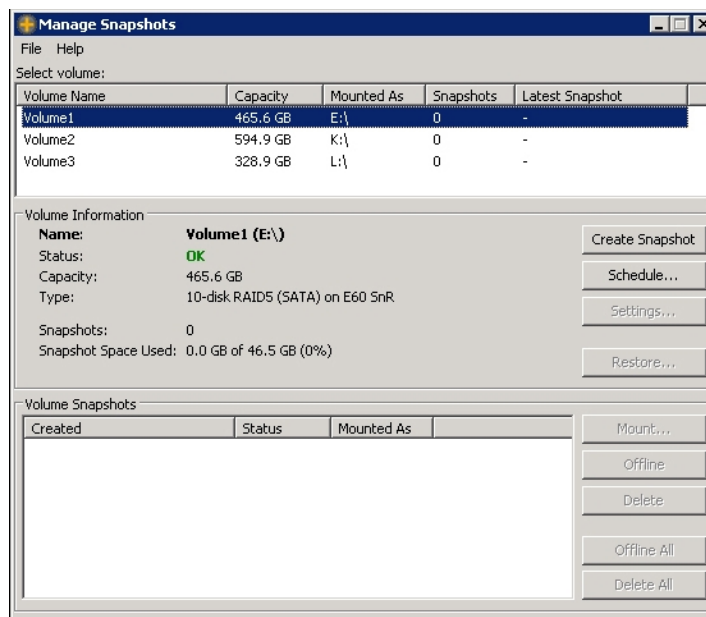 Manage Snapshots
File Help
Select volume:
Volume Name Capacity Mounted As Snapshots Latest Snapshot
Volume1 465.6 GB E:\ 0 -
Volume2 594.9 GB K:\ 0 -
Volume3 328.9 GB L:\ 0 -
Volume Information
Name: Volume1 (E:\)
Create Snapshot
Status: OK
Capacity: 465.6 GB
Schedule...
Type: 10-disk RAID5 (SATA) on E60 SnR
Settings...
Snapshots: 0
Snapshot Space Used: 0.0 GB of 46.5 GB (0%)
Restore...
Volume Snapshots
Created Status Mounted As
Mount...
Offline
Delete
Offline All
Delete All